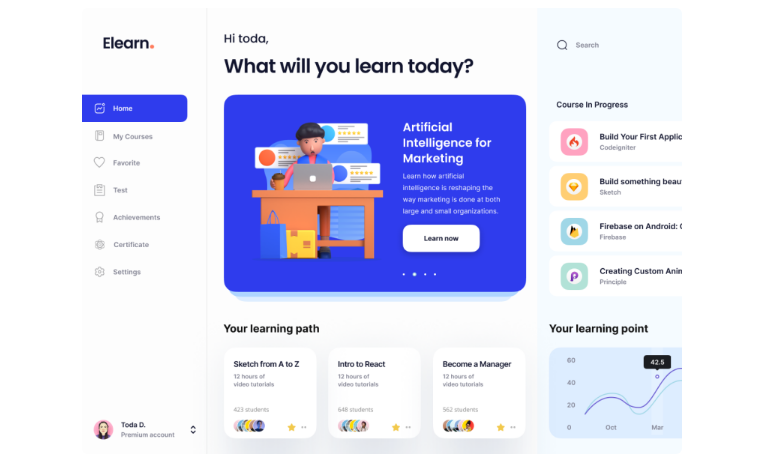 Elearn.
Home
My Courses
Favorite
Test
Achievements
Certificate
Settings
Toda D.
Premium account
Hi toda,
What will you learn today?
Artificial
Intelligence for
Marketing
Learn how artificial
intelligence is reshaping the
way marketing is done at both
large and small organizations.
Learn now
Your learning path
Sketch from A to Z
12 hours of
video tutorials
423 students
Intro to React
12 hours of
video tutorials
648 students
Become a Manager
12 hours of
video tutorials
562 students
Search
Course In Progress
Build Your First Applic
Codeigniter
Build something beau
Sketch
Firebase on Android:
Firebase
Creating Custom Anin
Principle
Your learning point
60
42.5
40
20
0
Oct
Mar